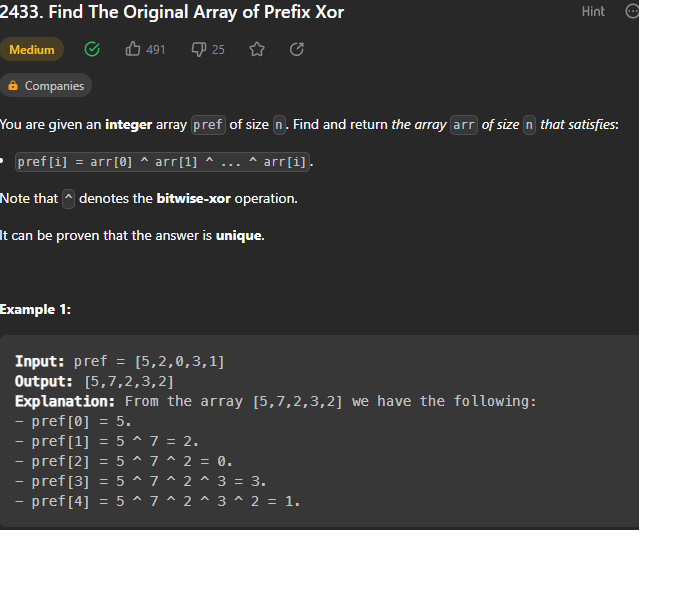 2433. Find The Original Array of Prefix Xor
Hint
Medium
491
25
Companies
You are given an integer array pref of size n. Find and return the array arr of size n that satisfies:
• pref[i] = arr[0] ^ arr[1] ^ ... ^ arr[i].
Note that ^ denotes the bitwise-xor operation.
It can be proven that the answer is unique.
Example 1:
Input: pref = [5,2,0,3,1]
Output: [5,7,2,3,2]
Explanation: From the array [5,7,2,3,2] we have the following:
- pref[0] = 5.
- pref[1] = 5 ^ 7 = 2.
- pref[2] = 5 ^ 7 ^ 2 = 0.
- pref[3] = 5 ^ 7 ^ 2 ^ 3 = 3.
- pref[4] = 5 ^ 7 ^ 2 ^ 3 ^ 2 = 1.